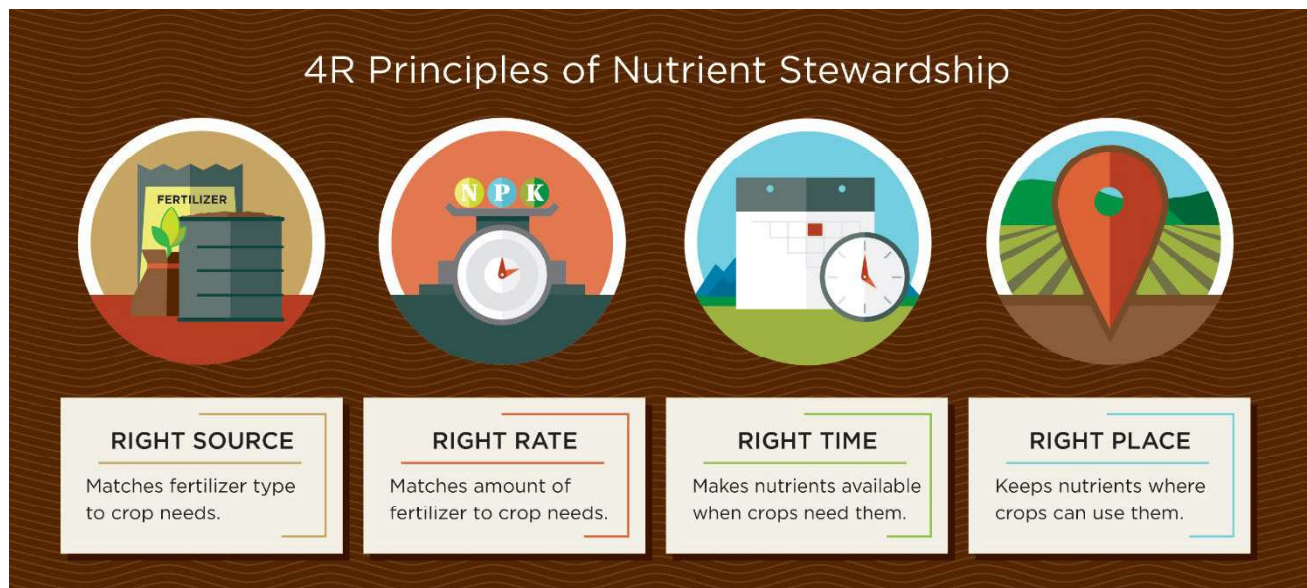 4R Principles of Nutrient Stewardship
FERTILIZER
N P K
RIGHT SOURCE
Matches fertilizer type
to crop needs.
RIGHT RATE
Matches amount of
fertilizer to crop needs.
RIGHT TIME
Makes nutrients available
when crops need them.
RIGHT PLACE
Keeps nutrients where
crops can use them.